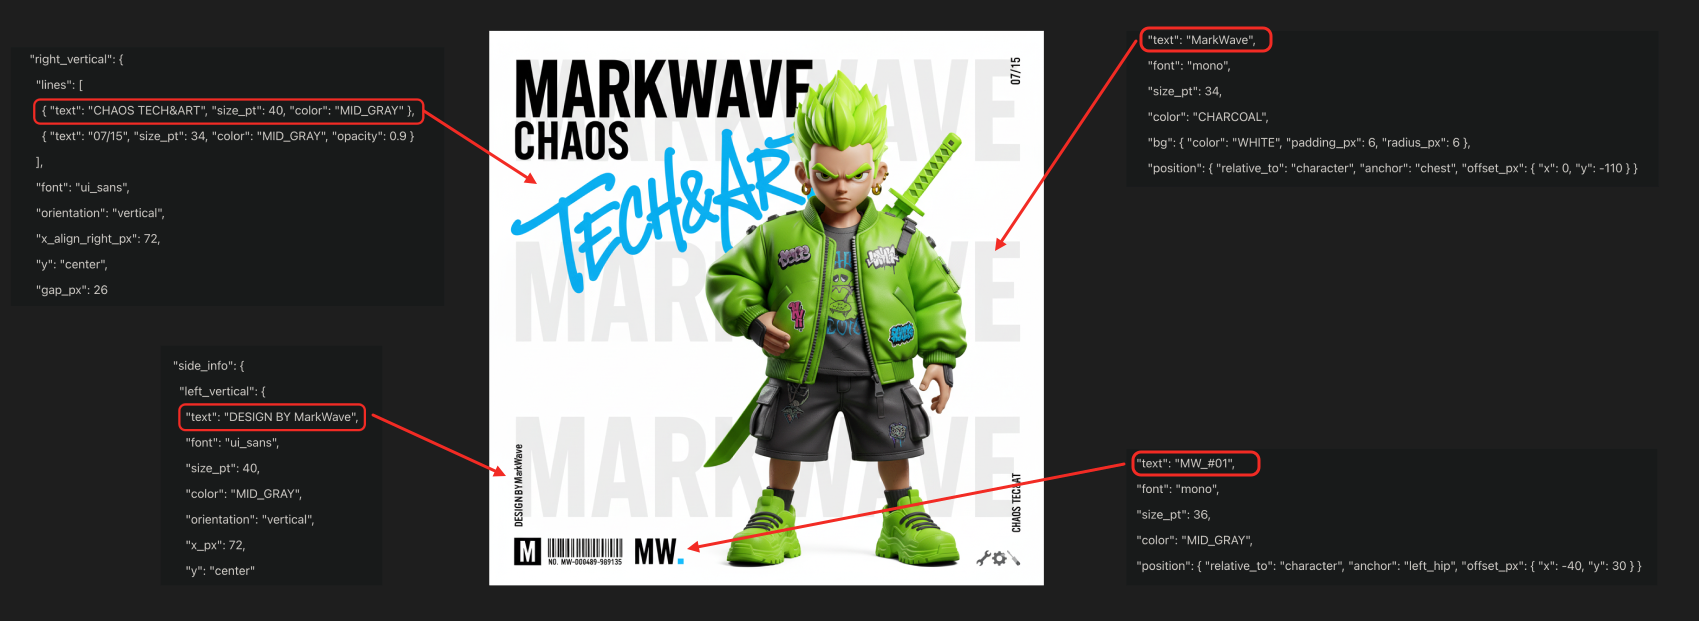 "right_vertical": {
"lines": [
{ "text": "CHAOS TECH&ART", "size_pt": 40, "color": "MID_GRAY" },
{ "text": "07/15", "size_pt": 34, "color": "MID_GRAY", "opacity": 0.9 }
],
"font": "ui_sans",
"orientation": "vertical",
"x_align_right_px": 72,
"y": "center",
"gap_px": 26
"side_info": {
"left_vertical": {
"text": "DESIGN BY MarkWave",
"font": "ui_sans",
"size_pt": 40,
"color": "MID_GRAY",
"orientation": "vertical",
"x_px": 72,
"y": "center"
MARKWAVE
CHAOS
TECH&ART
07/15
MARKWAVE
MARKWAVE
MARKWAVE
DESIGN BY MarkWave
CHAOS TEC&AT
M
NO. MW-000489-989135
MW.
"text": "MarkWave",
"font": "mono",
"size_pt": 34,
"color": "CHARCOAL",
"bg": { "color": "WHITE", "padding_px": 6, "radius_px": 6 },
"position": { "relative_to": "character", "anchor": "chest", "offset_px": { "x": 0, "y": -110 } }
"text": "MW_#01",
"font": "mono",
"size_pt": 36,
"color": "MID_GRAY",
"position": { "relative_to": "character", "anchor": "left_hip", "offset_px": { "x": -40, "y": 30 } }